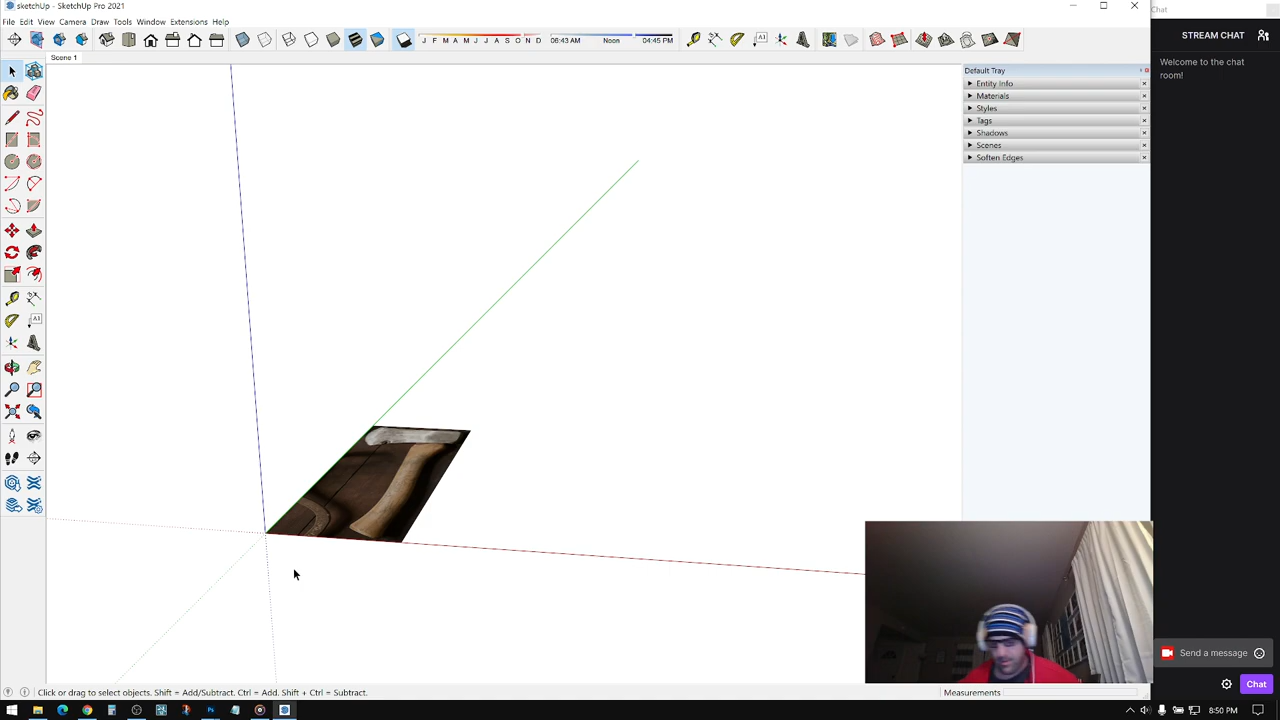 sketchUp - SketchUp Pro 2021
File Edit View Camera Draw Tools Window Extensions Help
J F M A M J J A S O N D
06:43 AM Noon 04:45 PM
Scene 1
Default Tray
Entity Info
Materials
Styles
Tags
Shadows
Scenes
Soften Edges
Click or drag to select objects. Shift = Add/Subtract. Ctrl = Add. Shift + Ctrl = Subtract.
Measurements
Chat
STREAM CHAT
Welcome to the chat
room!
Send a message
Chat
8:50 PM